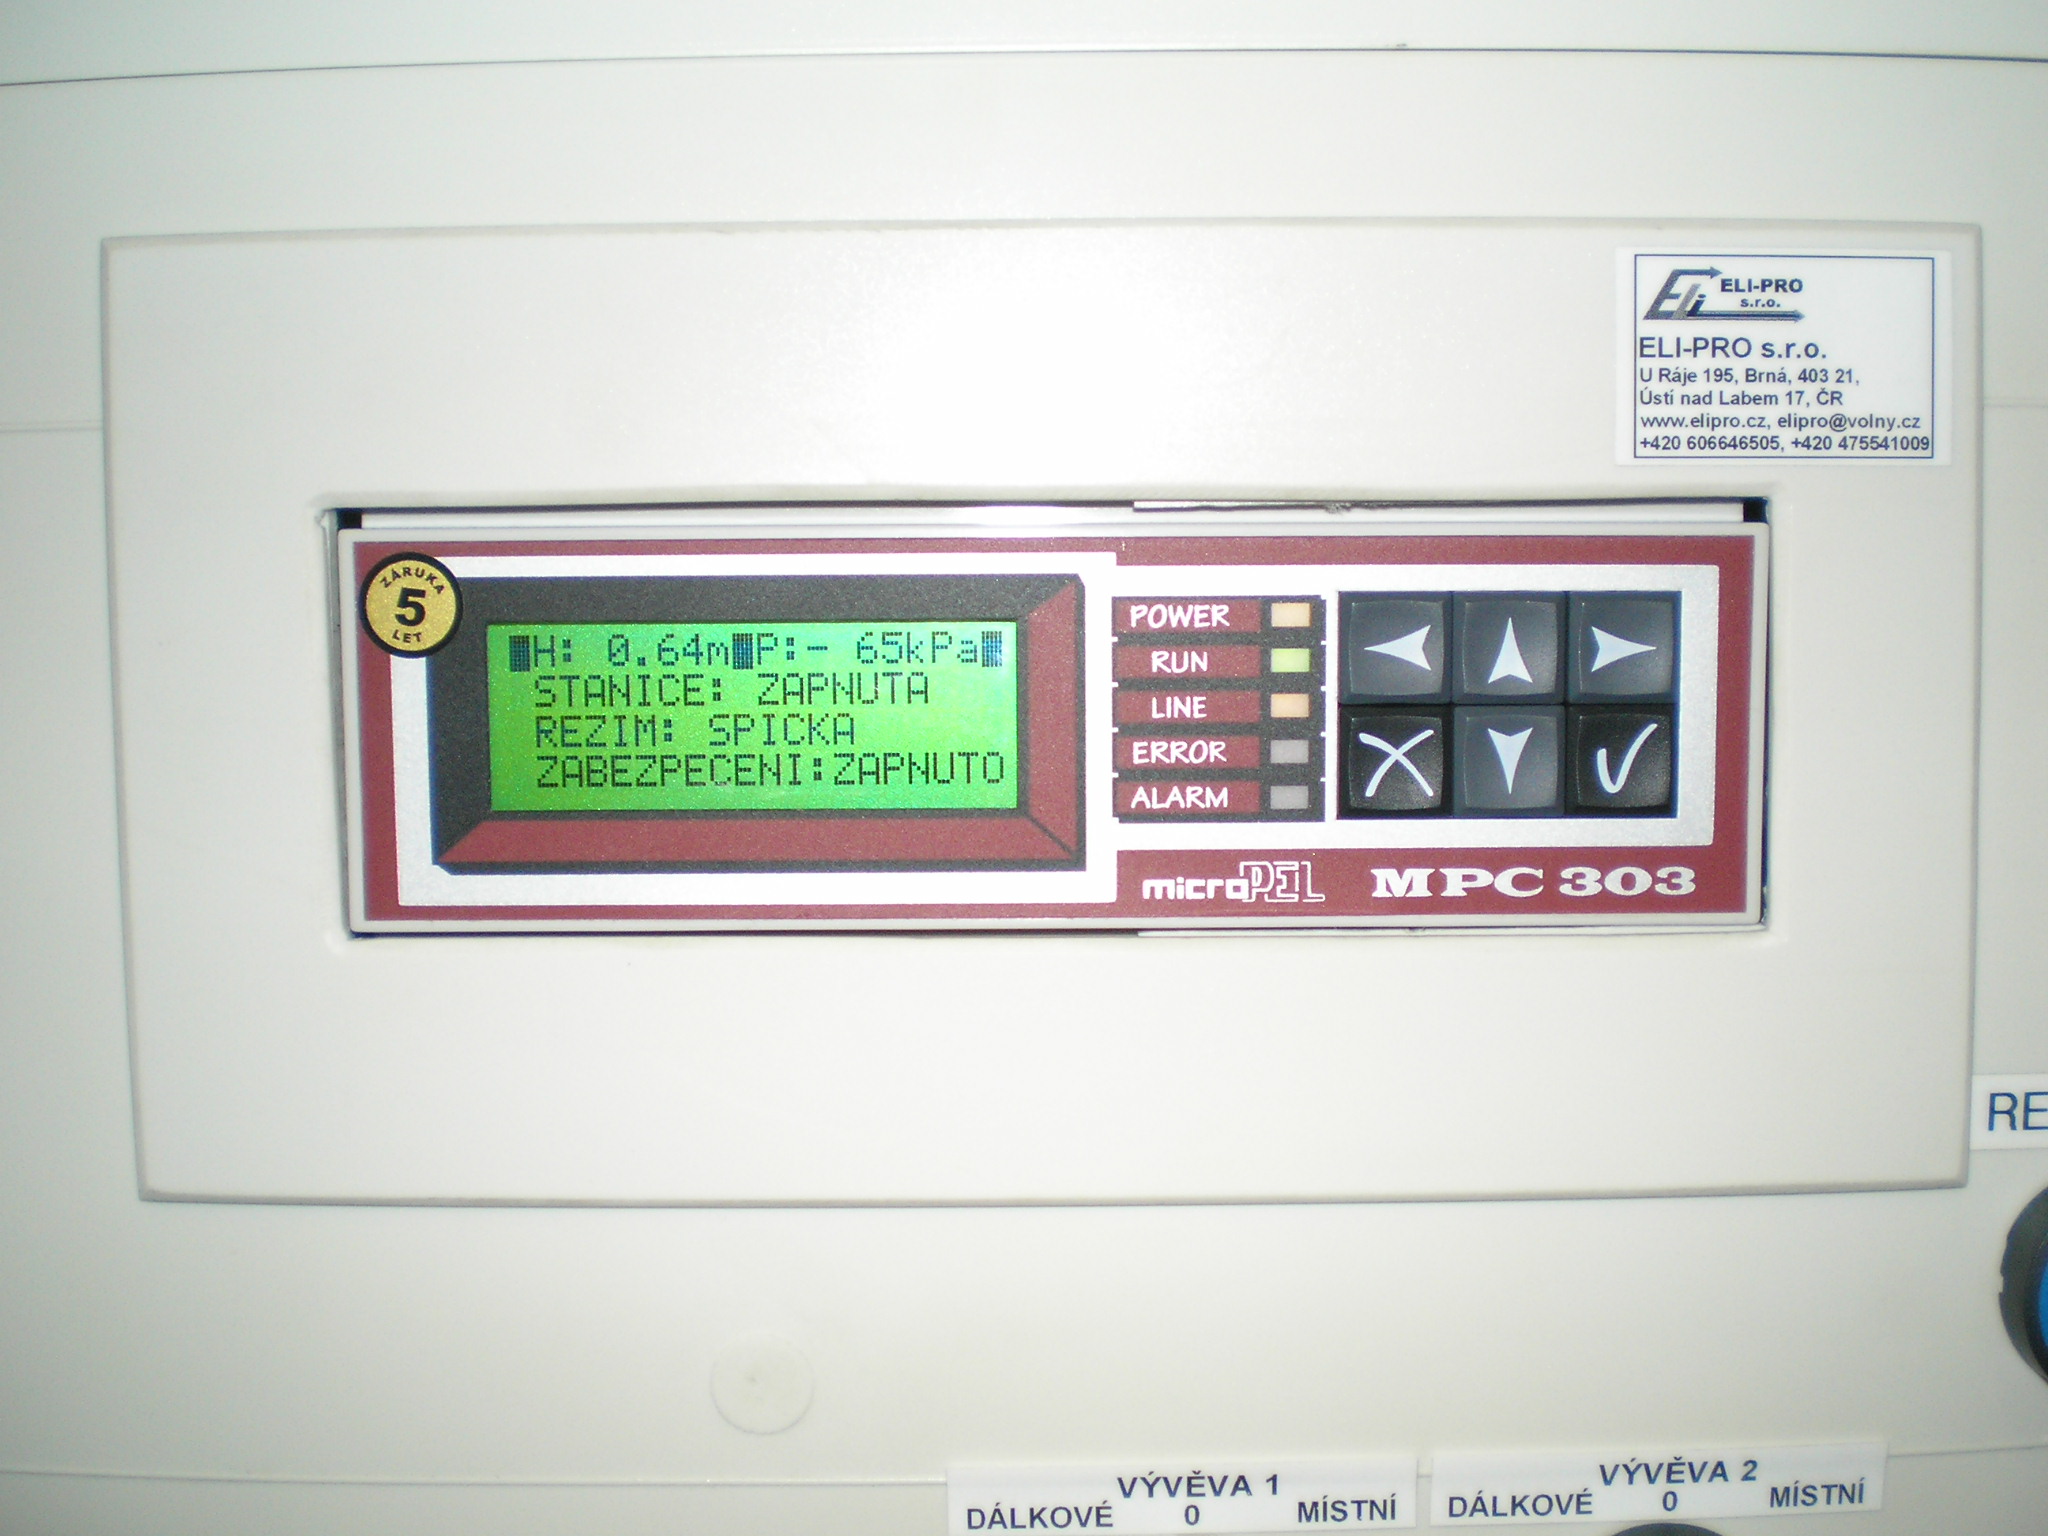 Eli ELI-PRO
s.r.o.
ELI-PRO s.r.o.
U Ráje 195, Brná, 403 21,
Ústí nad Labem 17, ČR
www.elipro.cz, elipro@volny.cz
+420 606646505, +420 475541009
ZÁRUKA
5
LET
H: 0.64m P:- 65kPa
STANICE: ZAPNUTA
REZIM: SPICKA
ZABEZPECENI:ZAPNUTO
POWER
RUN
LINE
ERROR
ALARM
microPEL MPC 303
RE
VÝVĚVA 1
DÁLKOVÉ 0 MÍSTNÍ
VÝVĚVA 2
DÁLKOVÉ 0 MÍSTNÍ